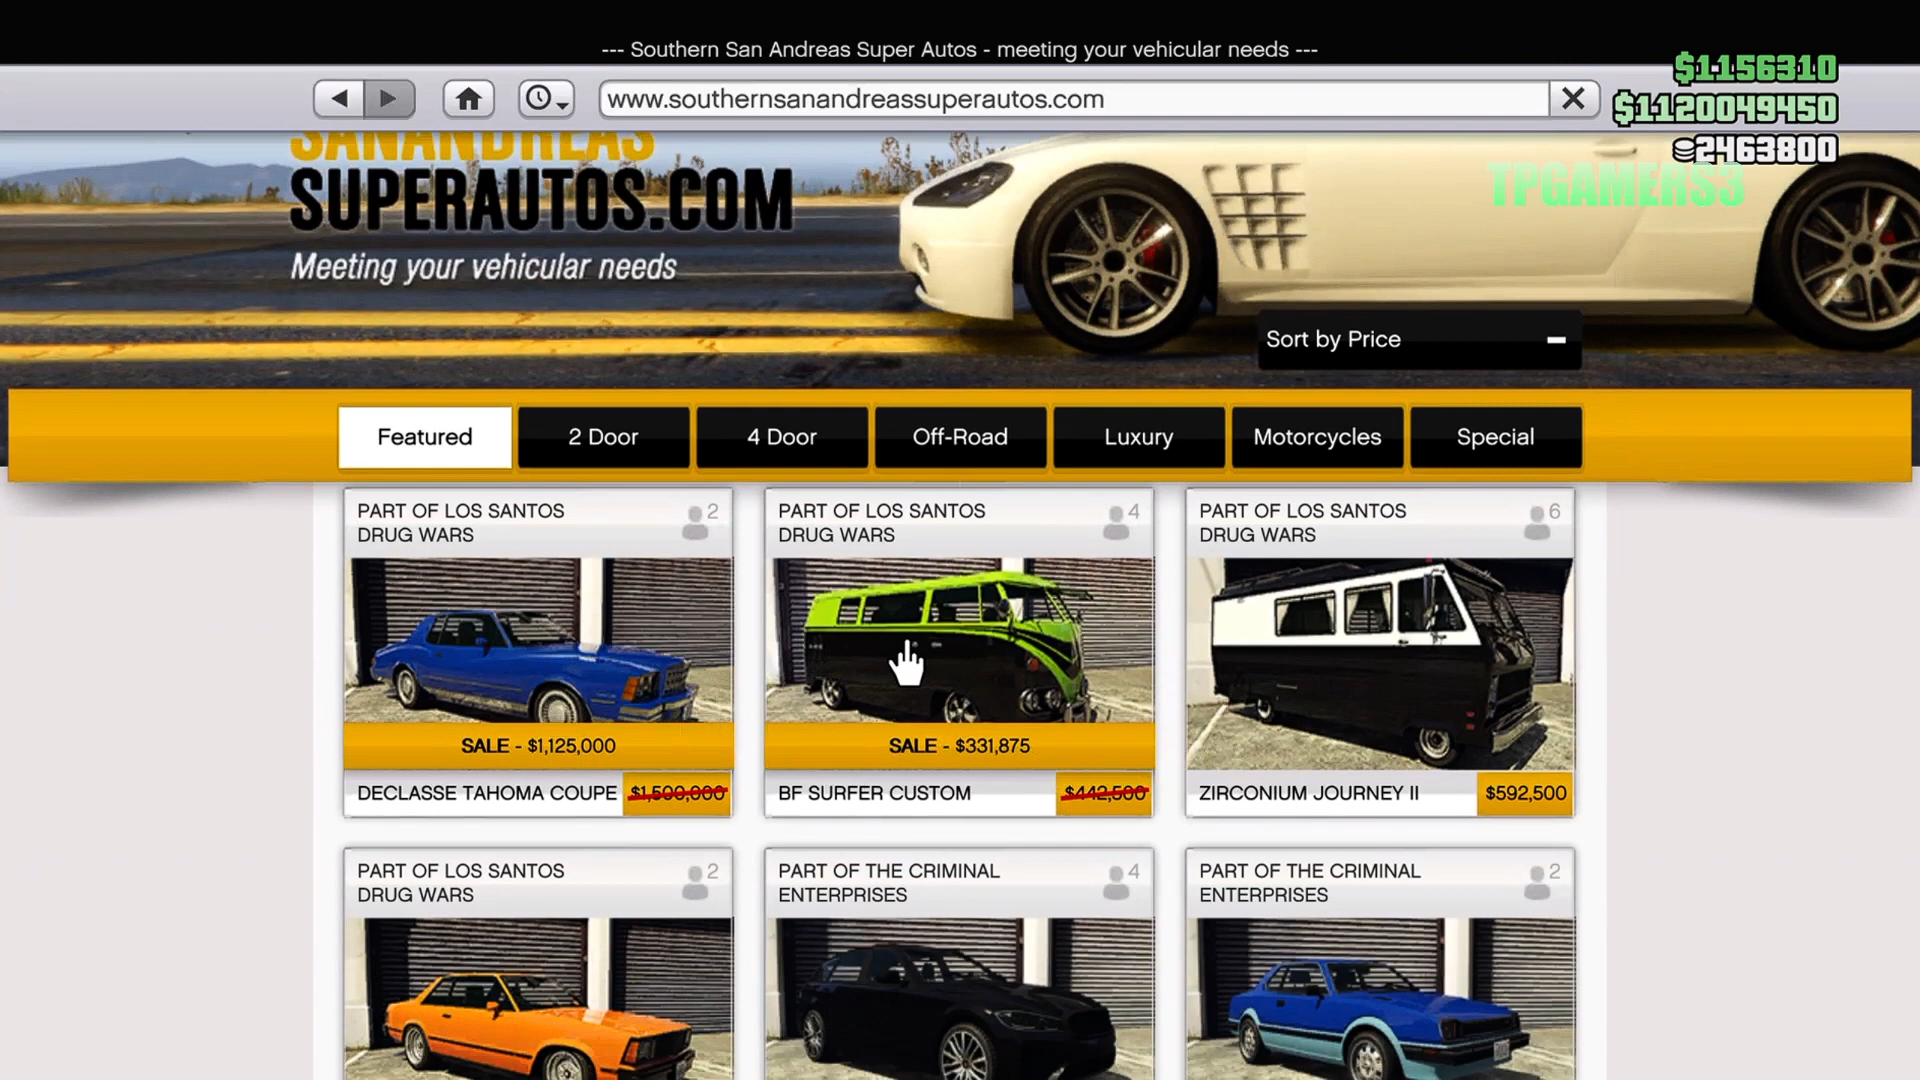 --- Southern San Andreas Super Autos - meeting your vehicular needs ---
www.southernsanandreassuperautos.com
$1156310
$1120049450
2463800
TPGAMERS3
SANANDREAS
SUPERAUTOS.COM
Meeting your vehicular needs
Sort by Price
Featured
2 Door
4 Door
Off-Road
Luxury
Motorcycles
Special
PART OF LOS SANTOS
DRUG WARS
2
SALE - $1,125,000
DECLASSE TAHOMA COUPE
$1,500,000
PART OF LOS SANTOS
DRUG WARS
4
SALE - $331,875
BF SURFER CUSTOM
$442,500
PART OF LOS SANTOS
DRUG WARS
6
ZIRCONIUM JOURNEY II
$592,500
PART OF LOS SANTOS
DRUG WARS
2
PART OF THE CRIMINAL
ENTERPRISES
4
PART OF THE CRIMINAL
ENTERPRISES
2